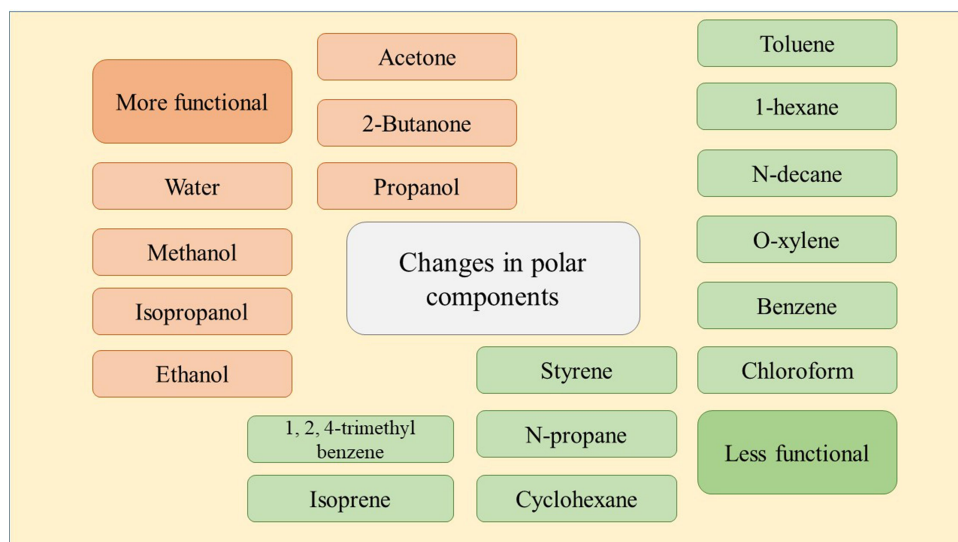 More functional
Water
Methanol
Isopropanol
Ethanol
Acetone
2-Butanone
Propanol
Changes in polar
components
Toluene
1-hexane
N-decane
O-xylene
Benzene
Chloroform
Less functional
Styrene
N-propane
Cyclohexane
1, 2, 4-trimethyl
benzene
Isoprene